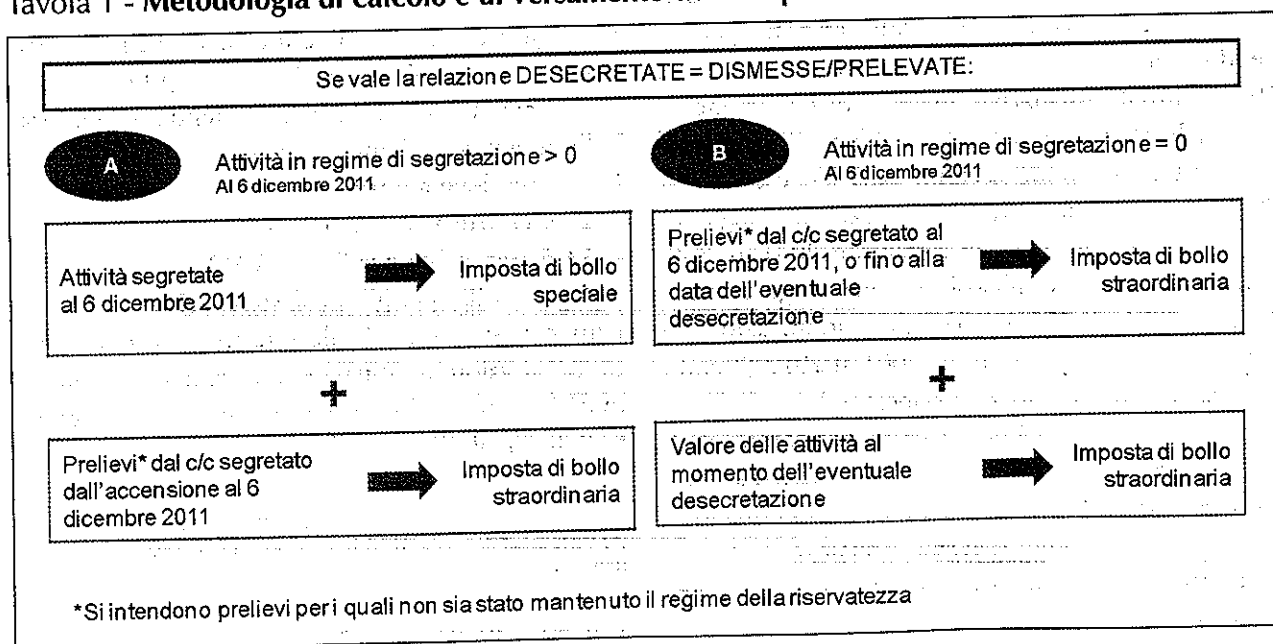 Tavola 1 - Metodologia di calcolo e di versamento
Se vale la relazione DESECRETATE = DISMESSE/PRELEVATE:
A
Attività in regime di segretazione > 0
Al 6 dicembre 2011
Attività segretate
al 6 dicembre 2011
Imposta di bollo
speciale
+
Prelievi* dal c/c segretato
dall'accensione al 6
dicembre 2011
Imposta di bollo
straordinaria
B
Attività in regime di segretazione = 0
Al 6 dicembre 2011
Prelievi* dal c/c segretato al
6 dicembre 2011, o fino alla
data dell'eventuale
desecretazione
Imposta di bollo
straordinaria
+
Valore delle attività al
momento dell'eventuale
desecretazione
Imposta di bollo
straordinaria
*Si intendono prelievi per i quali non sia stato mantenuto il regime della riservatezza